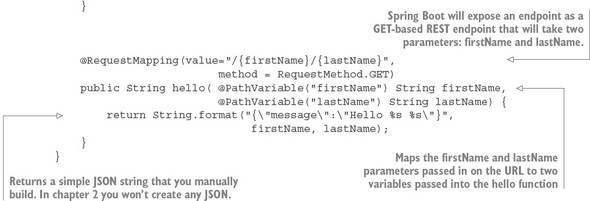 }
Spring Boot will expose an endpoint as a
GET-based REST endpoint that will take two
parameters: firstName and lastName.
@RequestMapping(value="/{firstName}/{lastName}",
method = RequestMethod.GET)
public String hello( @PathVariable("firstName") String firstName,
@PathVariable("lastName") String lastName) {
return String.format("{\"message\":\"Hello %s %s\"}",
firstName, lastName);
}
}
Maps the firstName and lastName
parameters passed in on the URL to two
variables passed into the hello function
Returns a simple JSON string that you manually
build. In chapter 2 you won't create any JSON.